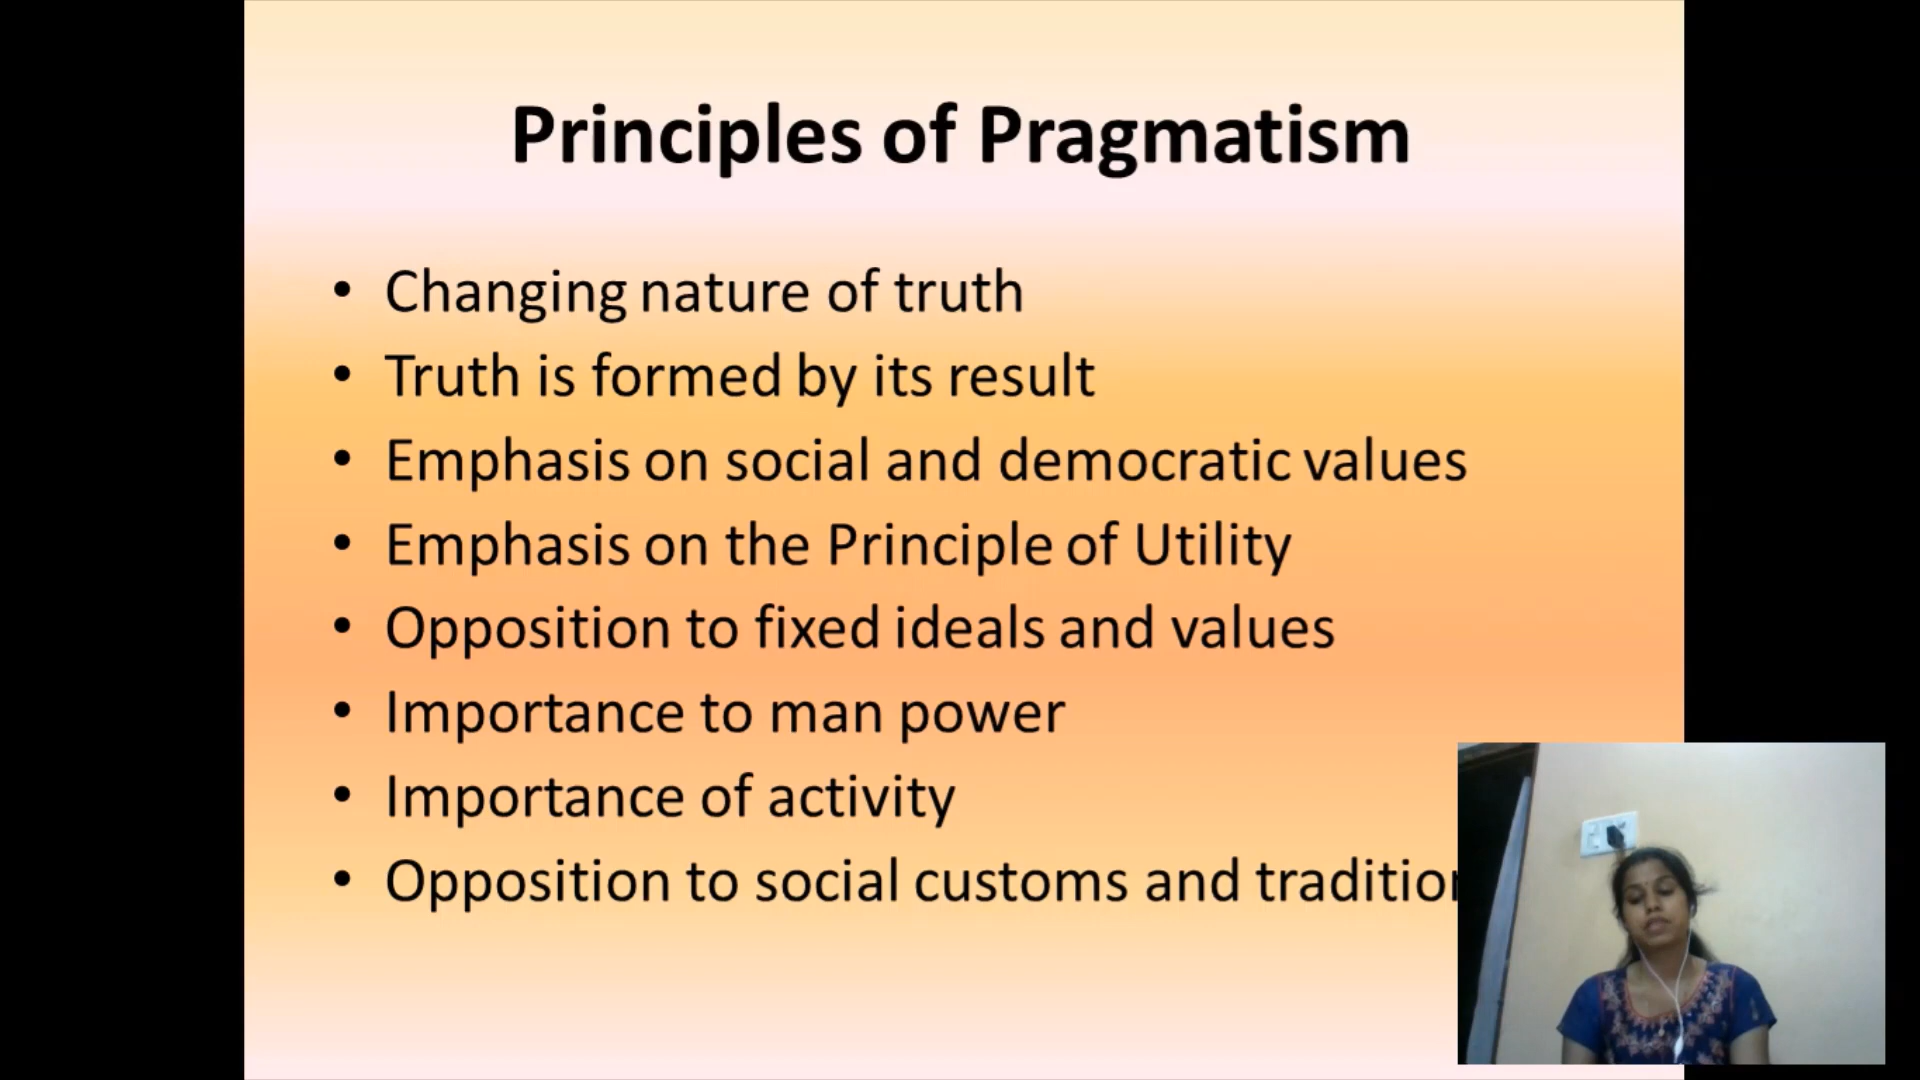 Principles of Pragmatism
• Changing nature of truth
• Truth is formed by its result
• Emphasis on social and democratic values
• Emphasis on the Principle of Utility
• Opposition to fixed ideals and values
• Importance to man power
• Importance of activity
• Opposition to social customs and